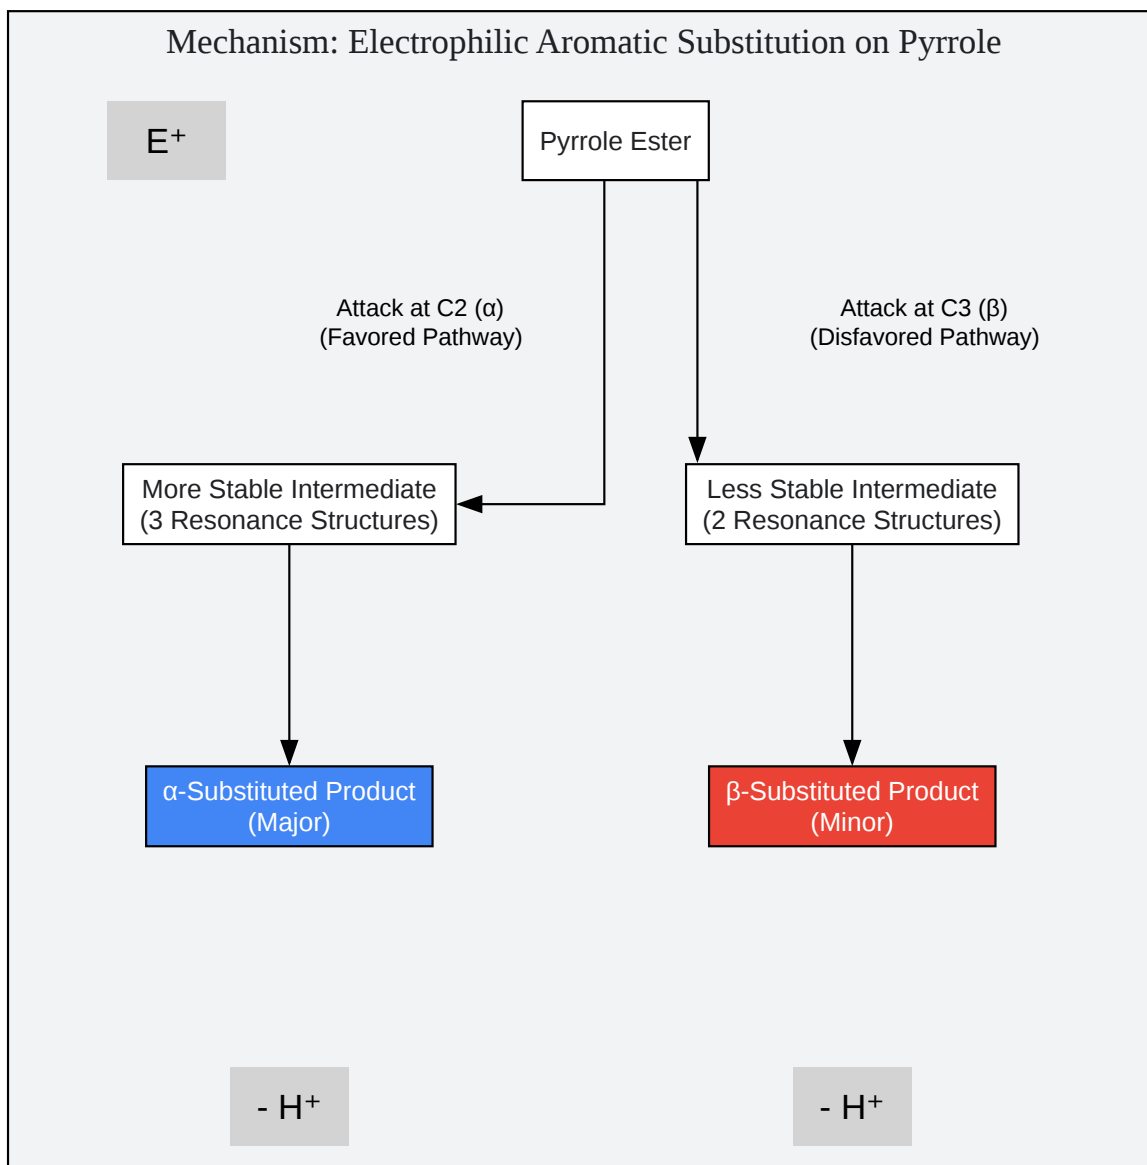 Mechanism: Electrophilic Aromatic Substitution on Pyrrole
E⁺
Pyrrole Ester
Attack at C2 (α)
(Favored Pathway)
Attack at C3 (β)
(Disfavored Pathway)
More Stable Intermediate
(3 Resonance Structures)
Less Stable Intermediate
(2 Resonance Structures)
α-Substituted Product
(Major)
β-Substituted Product
(Minor)
- H⁺
- H⁺